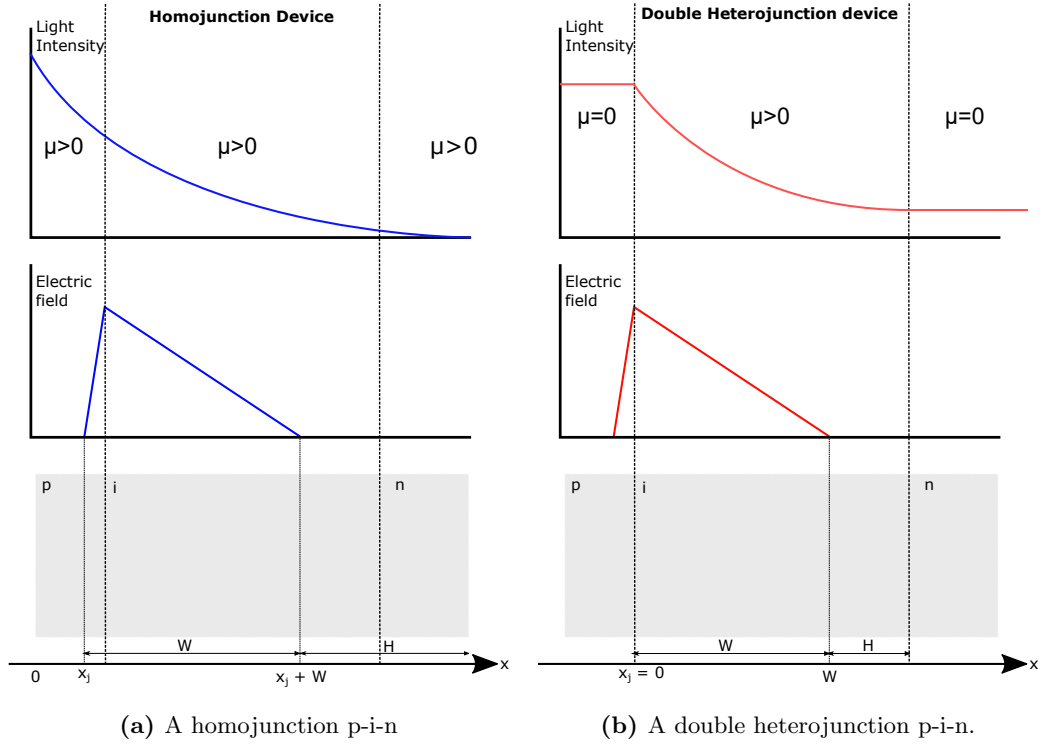 Homojunction Device
Light
Intensity
μ>0
μ>0
μ>0
Electric
field
p
i
n
W
H
0
xⱼ
xⱼ + W
x
(a) A homojunction p-i-n
Double Heterojunction device
Light
Intensity
μ=0
μ>0
μ=0
Electric
field
p
i
n
W
H
xⱼ = 0
W
x
(b) A double heterojunction p-i-n.